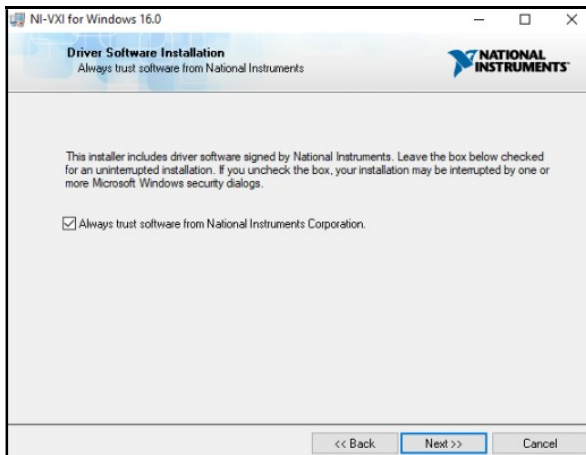 NI-VXI for Windows 16.0
Driver Software Installation
Always trust software from National Instruments
NATIONAL
INSTRUMENTS
This installer includes driver software signed by National Instruments. Leave the box below checked
for an uninterrupted installation. If you uncheck the box, your installation may be interrupted by one or
more Microsoft Windows security dialogs.
Always trust software from National Instruments Corporation.
<< Back
Next >>
Cancel